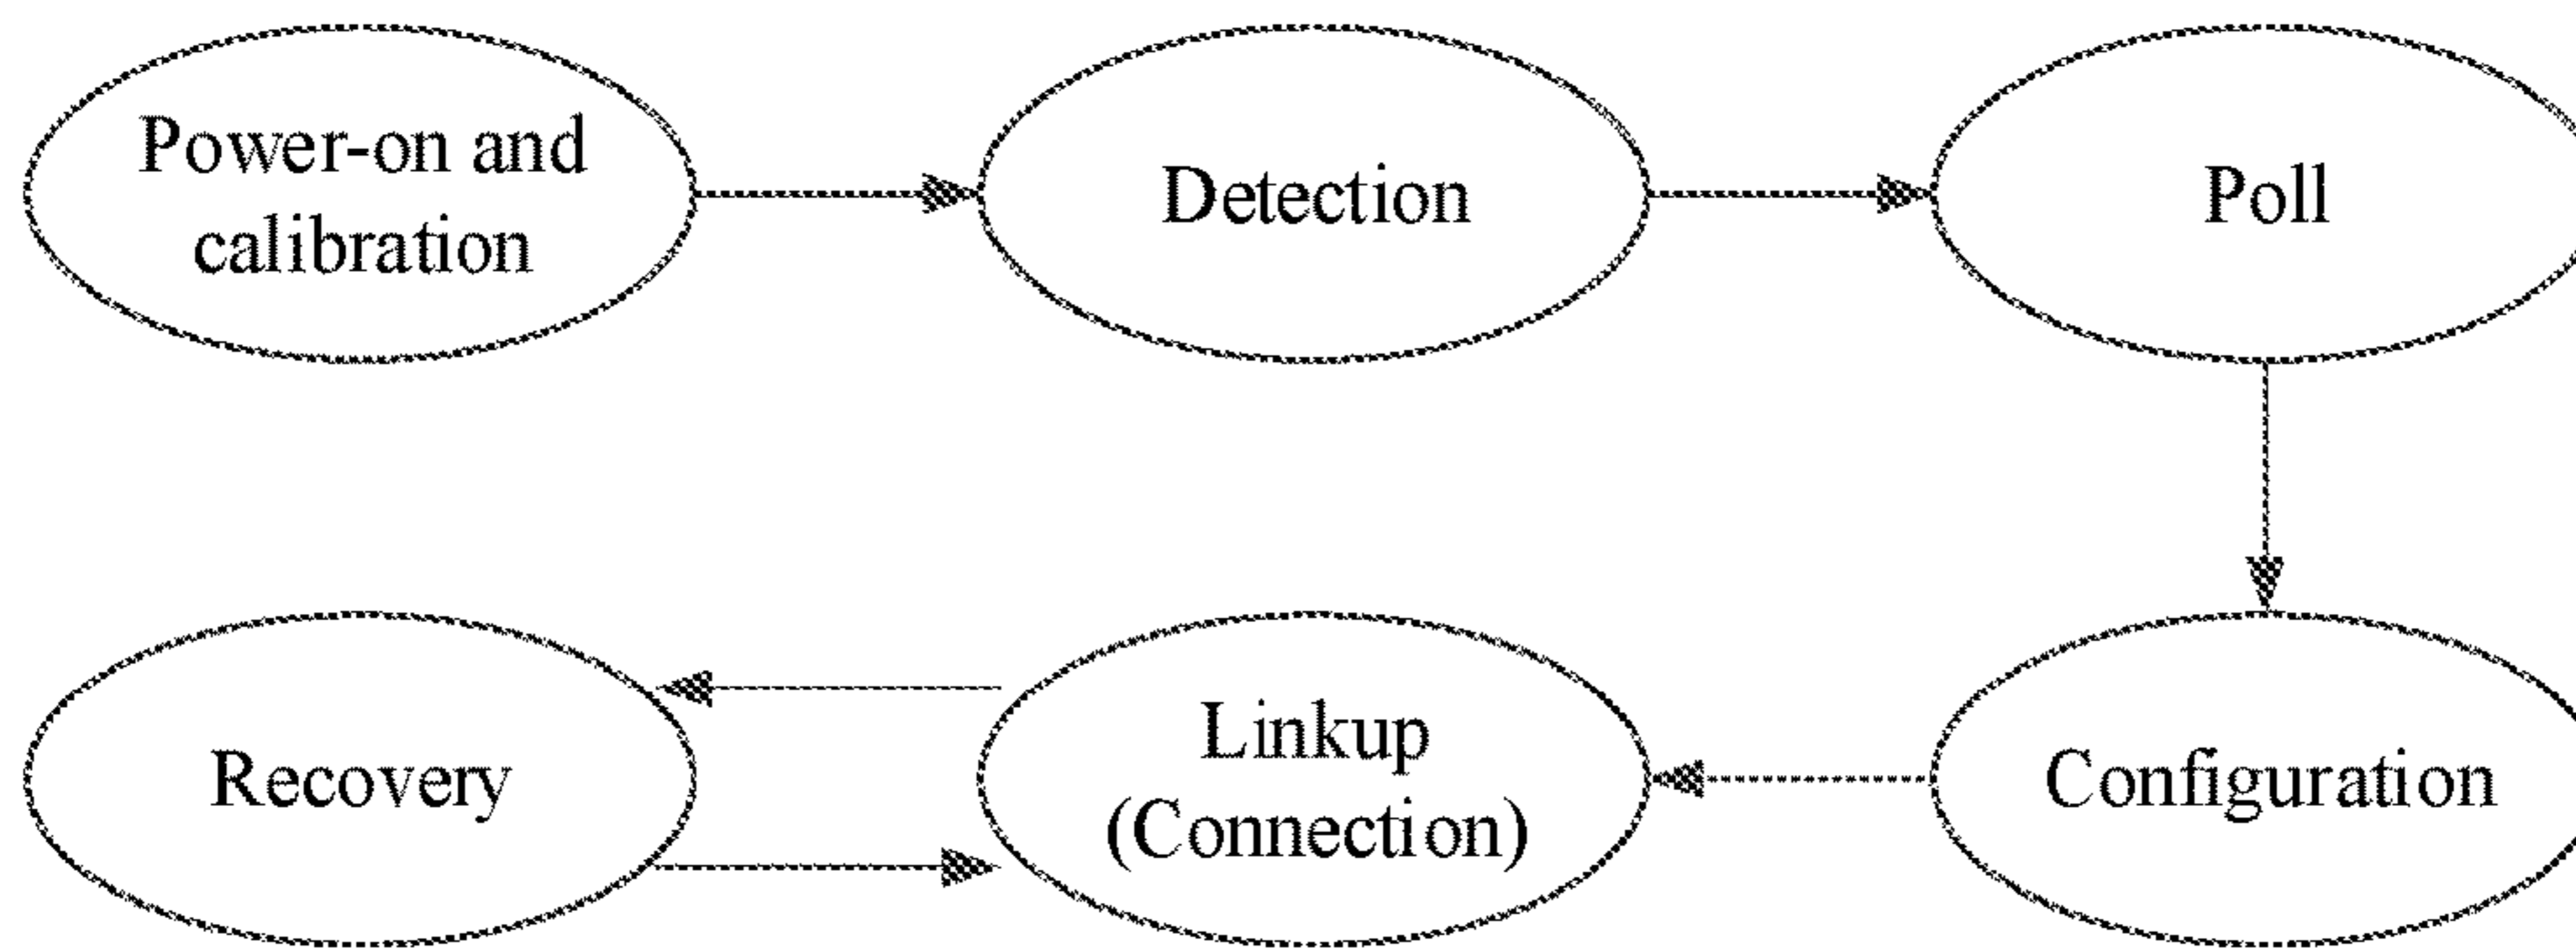 Power-on and
calibration
Detection
Poll
Recovery
Linkup
(Connection)
Configuration